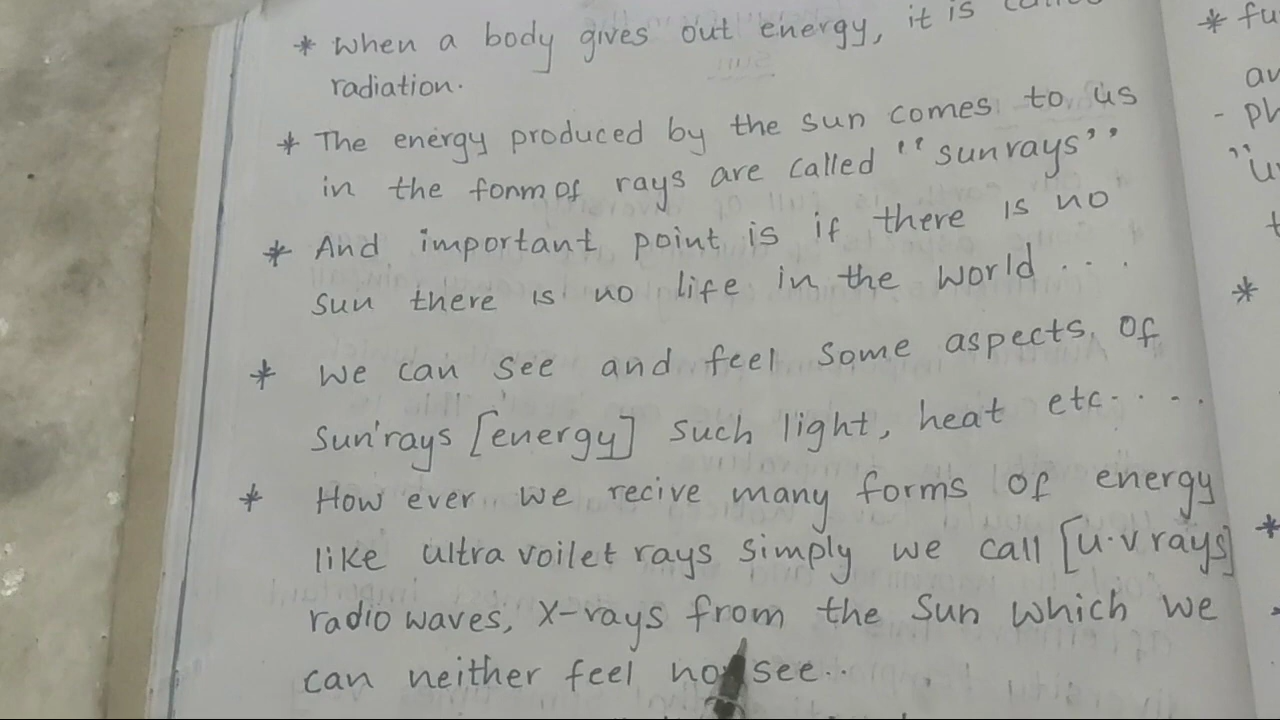 * When a body gives out energy, it is called
radiation.
* The energy produced by the sun comes to us
in the form of rays are called "sunrays"
* And important point is if there is no
sun there is no life in the world ...
* We can see and feel some aspects of
sun'rays [energy] such light, heat etc....
* How ever we recive many forms of energy
like ultra voilet rays simply we call [u.v rays]
radio waves, X-rays from the sun which we
can neither feel nor see..
* fu
- ph
*
*